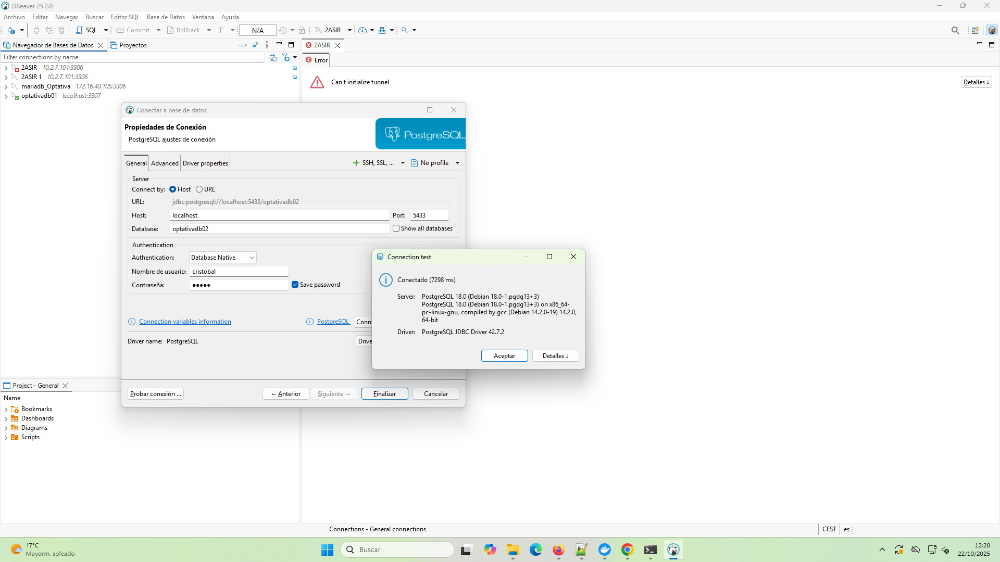 DBeaver 25.2.0
Archivo Editar Navegar Buscar Editor SQL Base de Datos Ventana Ayuda
SQL Commit Rollback T N/A 2ASIR
Navegador de Bases de Datos Proyectos
Filter connections by name
2ASIR 10.2.7.101:3306
2ASIR 1 10.2.7.101:3306
mariadb_Optativa 172.16.40.105:3306
optativadb01 localhost:3307
2ASIR
Error
Can't initialize tunnel
Detalles ↓
Conectar a base de datos
Propiedades de Conexión
PostgreSQL ajustes de conexión
PostgreSQL
General Advanced Driver properties
SSH, SSL, ... No profile
Server
Connect by: Host URL
URL: jdbc:postgresql://localhost:5433/optativadb02
Host: localhost Port: 5433
Database: optativadb02 Show all databases
Authentication
Authentication: Database Native
Nombre de usuario: cristobal
Contraseña: ●●●●● Save password
Connection variables information
PostgreSQL Conn
Driver name: PostgreSQL Drive
Probar conexión ... ← Anterior Siguiente → Finalizar Cancelar
Connection test
Conectado (7298 ms)
Server: PostgreSQL 18.0 (Debian 18.0-1.pgdg13+3)
PostgreSQL 18.0 (Debian 18.0-1.pgdg13+3) on x86_64-
pc-linux-gnu, compiled by gcc (Debian 14.2.0-19) 14.2.0,
64-bit
Driver: PostgreSQL JDBC Driver 42.7.2
Aceptar Detalles ↓
Project - General
Name
Bookmarks
Dashboards
Diagrams
Scripts
Connections - General connections
CEST es
17°C
Mayorm. soleado
Buscar
12:20
22/10/2025